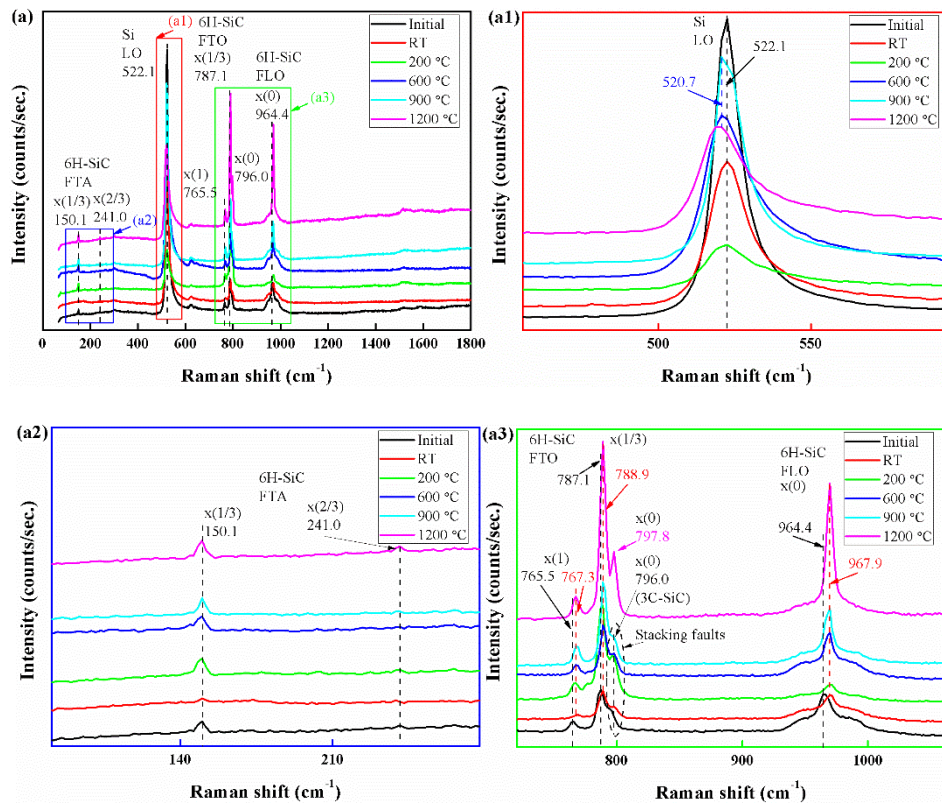 (a)
Si
LO
522.1
(a1)
6H-SiC
FTO
x(1/3)
787.1
6H-SiC
FLO
x(0)
964.4
(a3)
Initial
RT
200 °C
600 °C
900 °C
1200 °C
6H-SiC
FTA
x(1/3)
150.1
x(2/3)
241.0
(a2)
x(1)
765.5
x(0)
796.0
Intensity (counts/sec.)
0 200 400 600 800 1000 1200 1400 1600 1800
Raman shift (cm-1)
(a1)
Si
LO
522.1
520.7
Initial
RT
200 °C
600 °C
900 °C
1200 °C
Intensity (counts/sec.)
500 550
Raman shift (cm-1)
(a2)
6H-SiC
FTA
x(1/3)
150.1
x(2/3)
241.0
Initial
RT
200 °C
600 °C
900 °C
1200 °C
Intensity (counts/sec.)
140 210
Raman shift (cm-1)
(a3)
6H-SiC
FTO
x(1/3)
787.1
788.9
x(0)
797.8
x(0)
796.0
(3C-SiC)
x(1)
765.5
767.3
Stacking faults
6H-SiC
FLO
x(0)
964.4
967.9
Initial
RT
200 °C
600 °C
900 °C
1200 °C
Intensity (counts/sec.)
800 900 1000
Raman shift (cm-1)